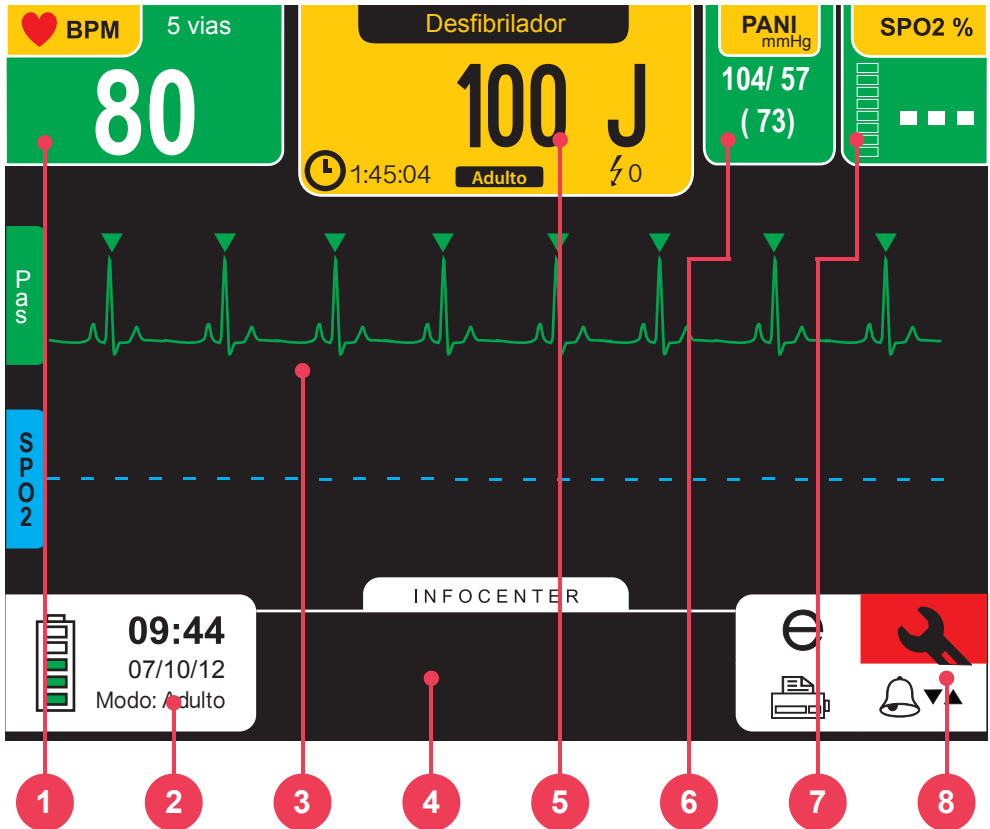 BPM
5 vias
80
Desfibrilador
100 J
1:45:04
Adulto
0
PANI
mmHg
104/ 57
( 73)
SPO2 %
---
Pas
SPO2
INFOCENTER
09:44
07/10/12
Modo: Adulto
e
1 2 3 4 5 6 7 8